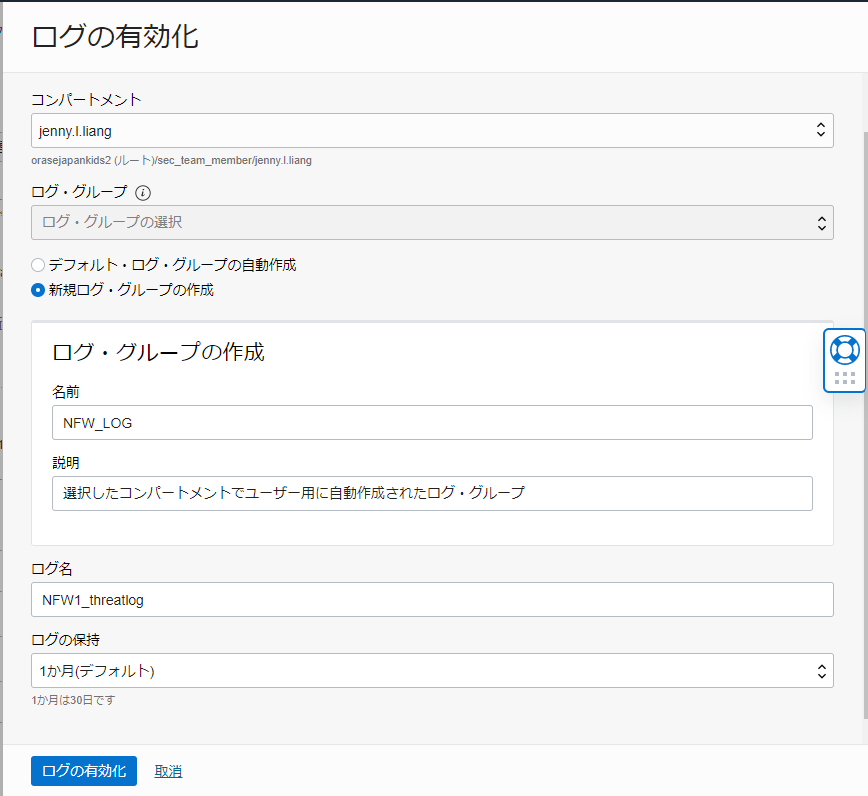 ログの有効化
コンパートメント
jenny.l.liang
orasejapankids2 (ルート)/sec_team_member/jenny.l.liang
ログ・グループ
ログ・グループの選択
デフォルト・ログ・グループの自動作成
新規ログ・グループの作成
ログ・グループの作成
名前
NFW_LOG
説明
選択したコンパートメントでユーザー用に自動作成されたログ・グループ
ログ名
NFW1_threatlog
ログの保持
1か月(デフォルト)
1か月は30日です
ログの有効化 取消